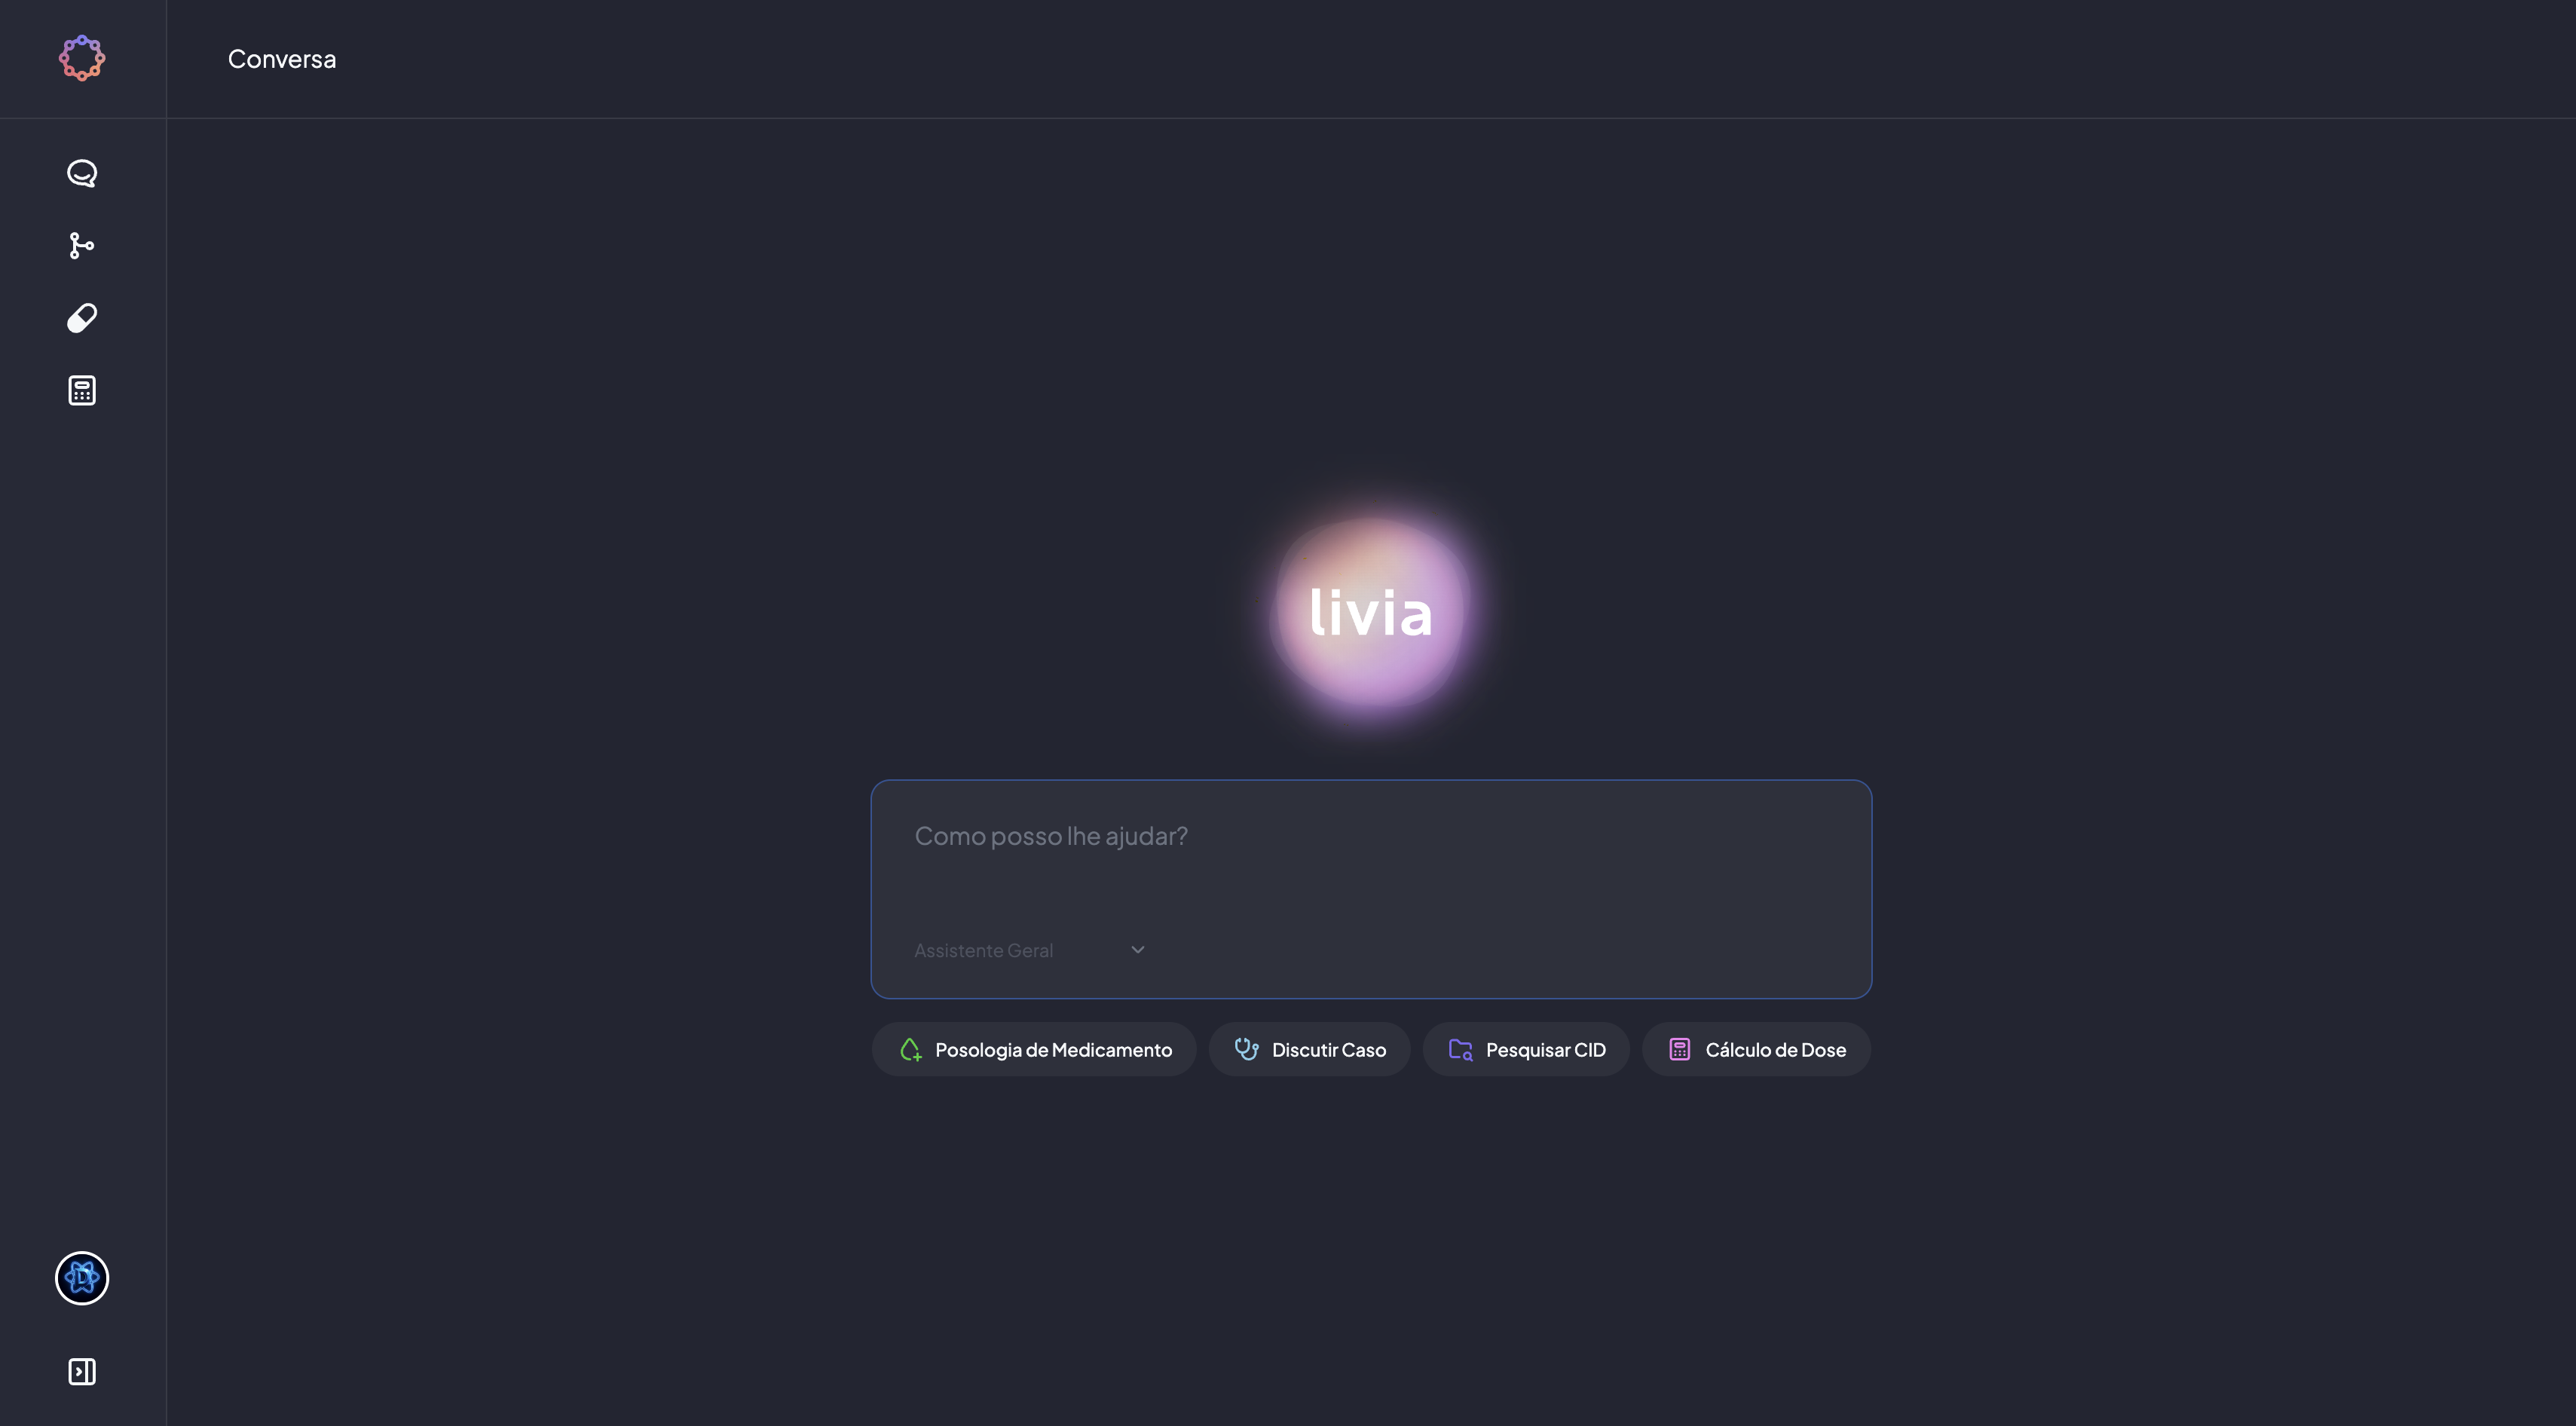 Conversa
livia
Como posso lhe ajudar?
Assistente Geral
Posologia de Medicamento
Discutir Caso
Pesquisar CID
Cálculo de Dose